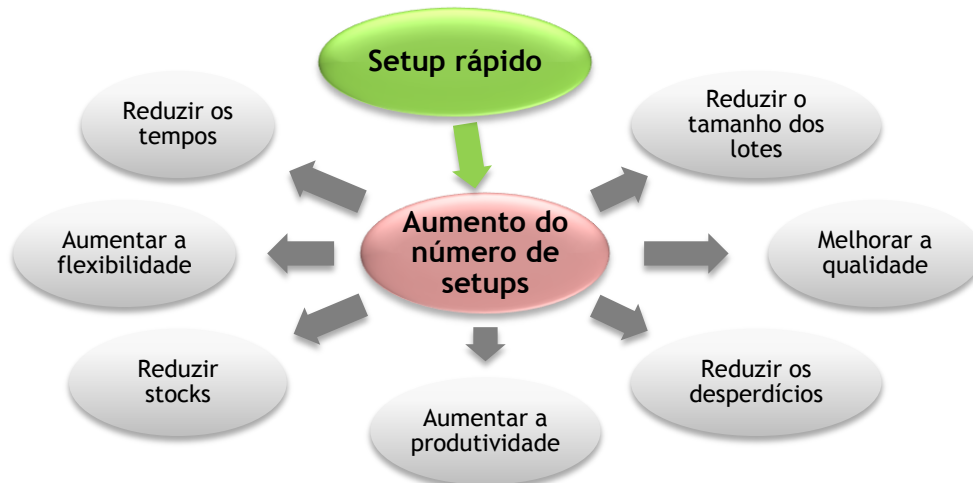 Setup rápido
Reduzir os
tempos
Reduzir o
tamanho dos
lotes
Aumento do
número de
setups
Aumentar a
flexibilidade
Melhorar a
qualidade
Reduzir
stocks
Reduzir os
desperdícios
Aumentar a
produtividade